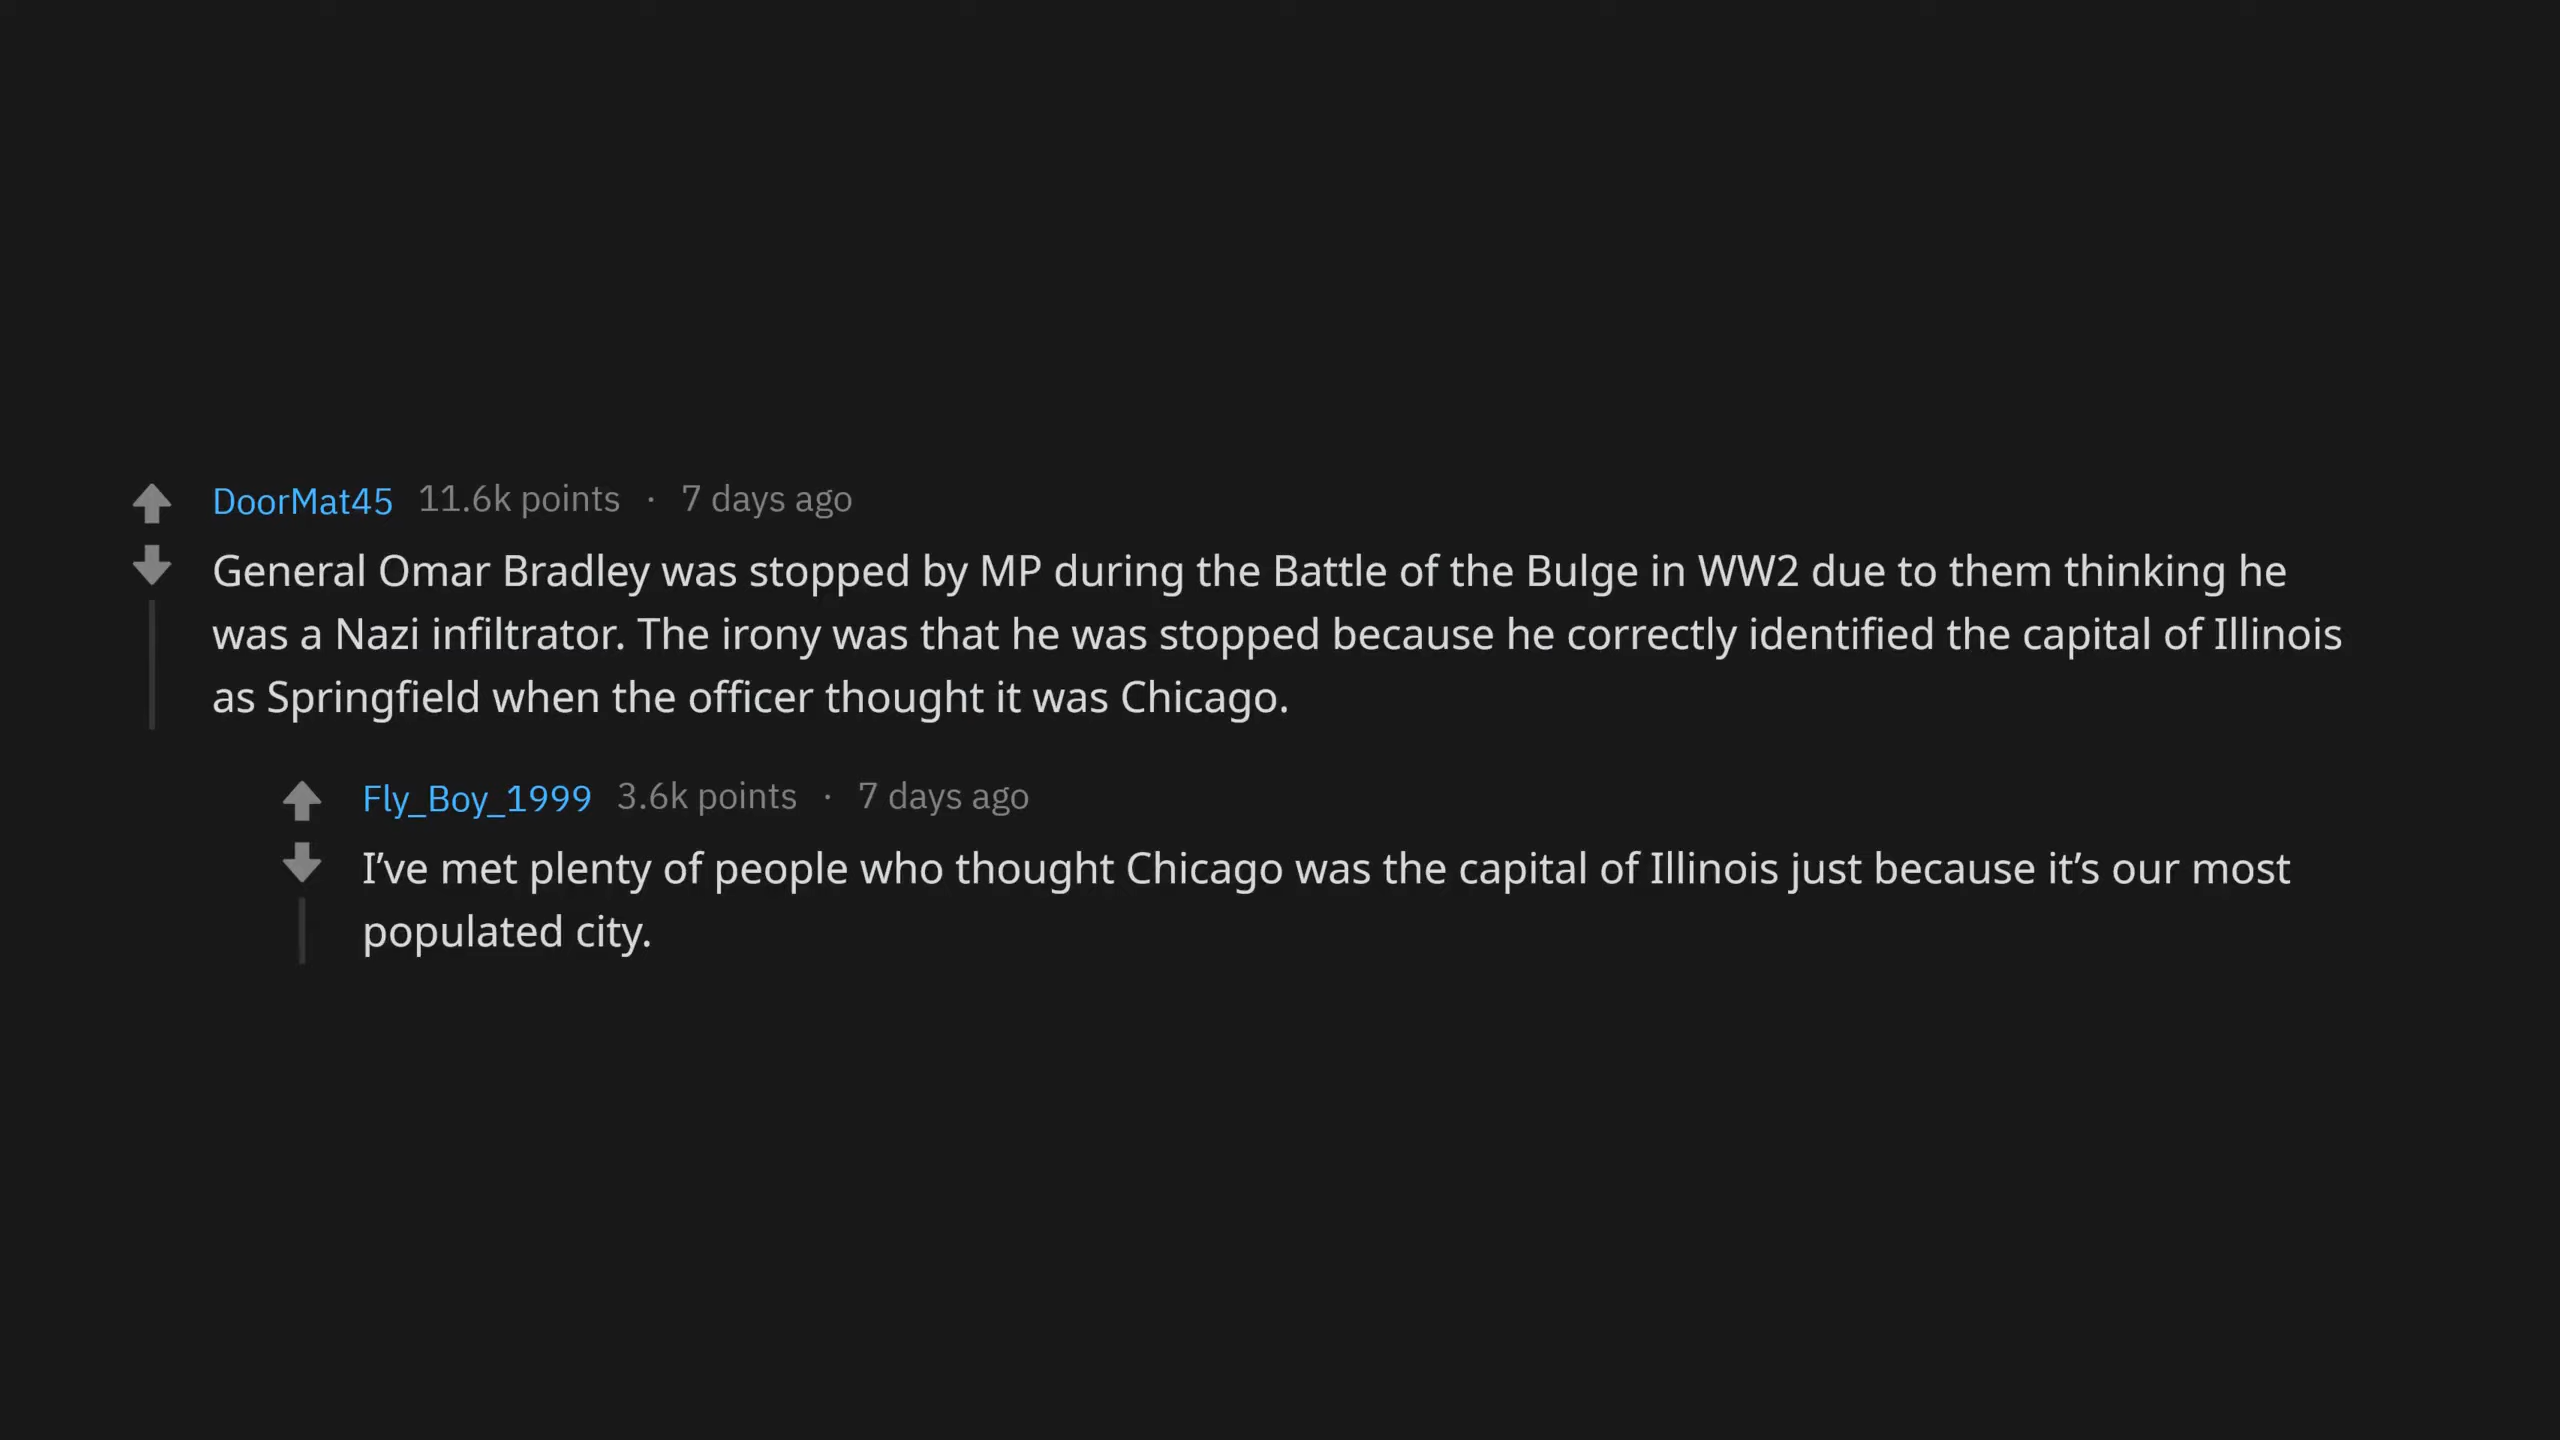 DoorMat45 11.6k points · 7 days ago
General Omar Bradley was stopped by MP during the Battle of the Bulge in WW2 due to them thinking he
was a Nazi infiltrator. The irony was that he was stopped because he correctly identified the capital of Illinois
as Springfield when the officer thought it was Chicago.
Fly_Boy_1999 3.6k points · 7 days ago
I’ve met plenty of people who thought Chicago was the capital of Illinois just because it’s our most
populated city.